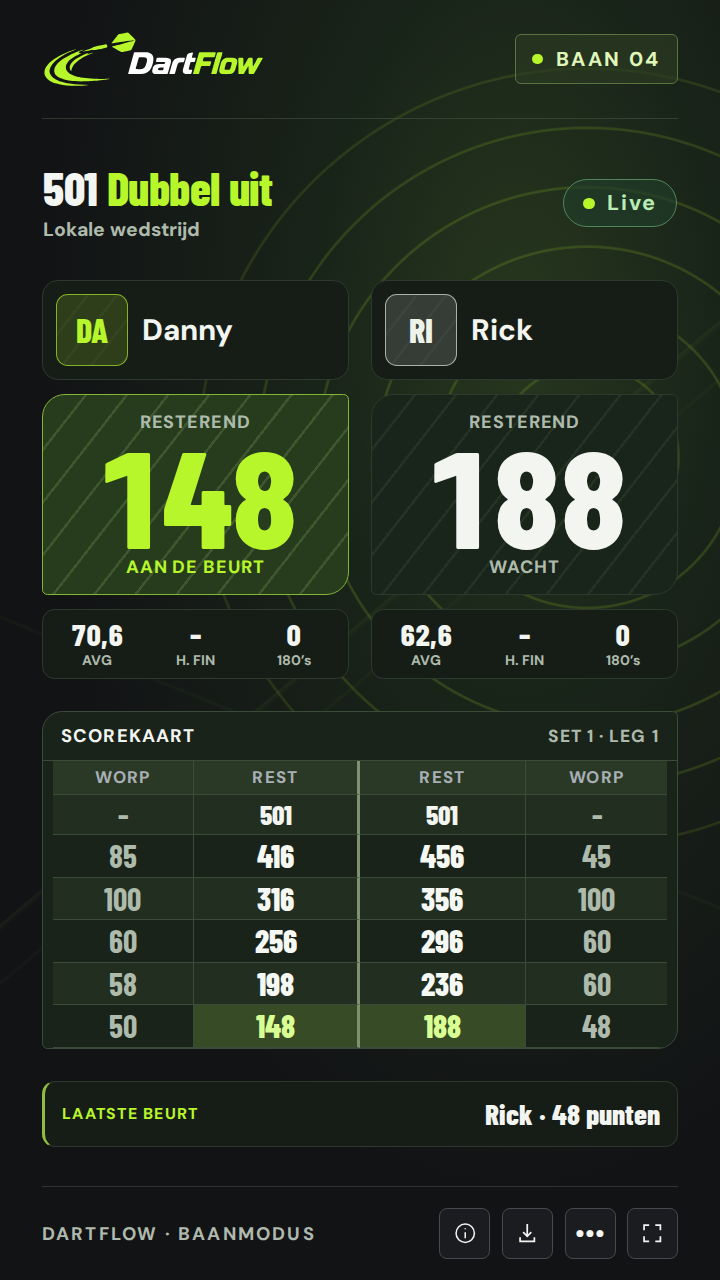 DartFlow
BAAN 04
501 Dubbel uit
Lokale wedstrijd
Live
DA Danny
RI Rick
RESTEREND
148
AAN DE BEURT
RESTEREND
188
WACHT
70,6 - 0
AVG H. FIN 180's
62,6 - 0
AVG H. FIN 180's
SCOREKAART SET 1 · LEG 1
WORP REST REST WORP
- 501 501 -
85 416 456 45
100 316 356 100
60 256 296 60
58 198 236 60
50 148 188 48
LAATSTE BEURT Rick · 48 punten
DARTFLOW · BAANMODUS